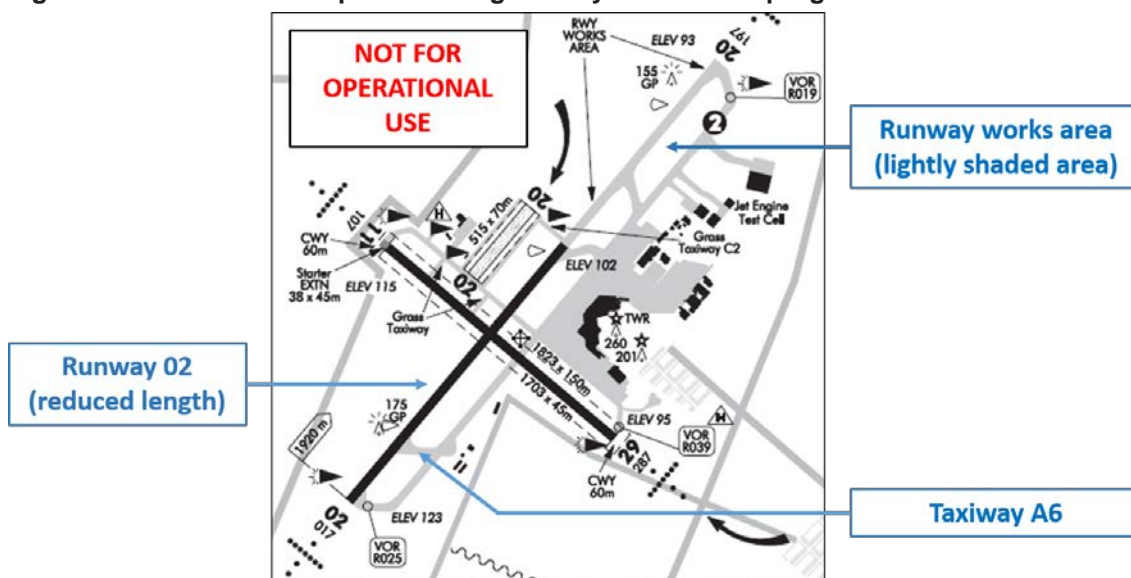 NOT FOR
OPERATIONAL
USE
RWY
WORKS
AREA
ELEV 93
20
197
155
GP
VOR
R019
2
Runway works area
(lightly shaded area)
Jet Engine
Test Cell
107
11
CWY
60m
Starter
EXTN
38 x 45m
ELEV 115
H
515 x 70m
20
02
Grass
Taxiway C2
ELEV 102
Grass
Taxiway
TWR
260
201
1823 x 150m
1703 x 45m
Runway 02
(reduced length)
175
GP
I
II
ELEV 95
H
VOR
R039
29
287
CWY
60m
1920 m
02
017
ELEV 123
VOR
R025
Taxiway A6